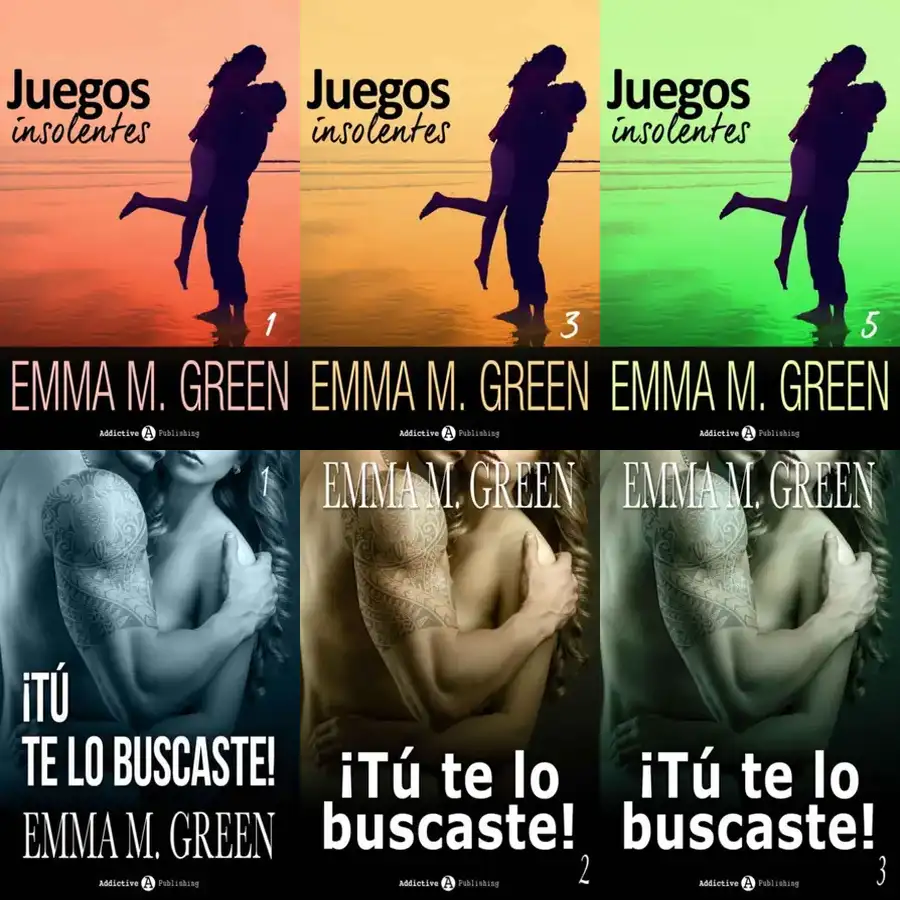 Juegos
insolentes
1
EMMA M. GREEN
Addictive A Publishing
Juegos
insolentes
3
EMMA M. GREEN
Addictive A Publishing
Juegos
insolentes
5
EMMA M. GREEN
Addictive A Publishing
1
¡TÚ
TE LO BUSCASTE!
EMMA M. GREEN
Addictive A Publishing
EMMA M. GREEN
¡Tú te lo
buscaste!
2
Addictive A Publishing
EMMA M. GREEN
¡Tú te lo
buscaste!
3
Addictive A Publishing